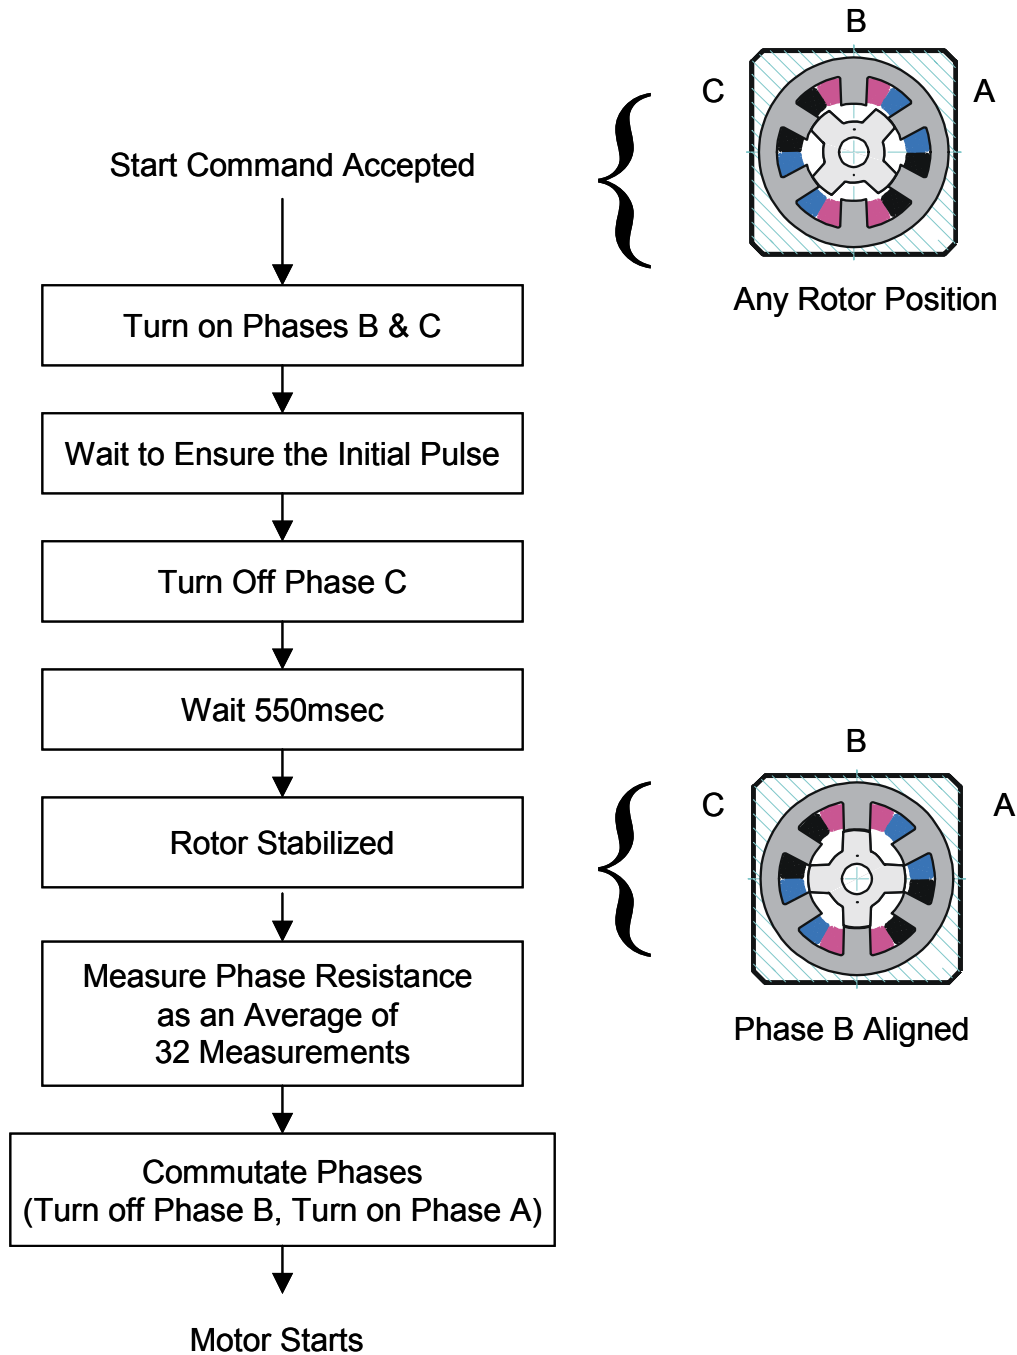 B
C
A
Start Command Accepted
Any Rotor Position
Turn on Phases B & C
Wait to Ensure the Initial Pulse
Turn Off Phase C
Wait 550msec
B
C
A
Rotor Stabilized
Phase B Aligned
Measure Phase Resistance
as an Average of
32 Measurements
Commutate Phases
(Turn off Phase B, Turn on Phase A)
Motor Starts